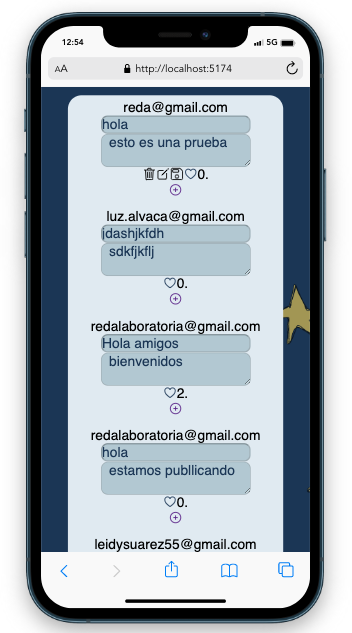 12:54
5G
AA
http://localhost:5174
reda@gmail.com
hola
esto es una prueba
0.
luz.alvaca@gmail.com
jdashjkfdh
sdkfjkflj
0.
redalaboratoria@gmail.com
Hola amigos
bienvenidos
2.
redalaboratoria@gmail.com
hola
estamos publlicando
0.
leidysuarez55@gmail.com